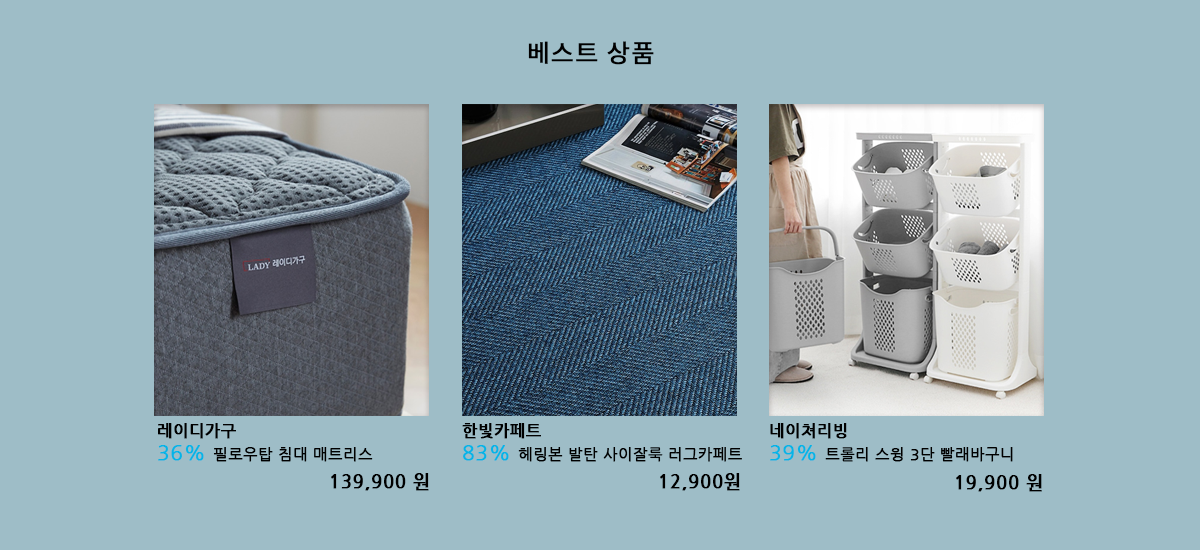 베스트 상품
LADY 레이디가구
레이디가구
36% 필로우탑 침대 매트리스
139,900 원
한빛카페트
83% 헤링본 발탄 사이잘룩 러그카페트
12,900원
네이쳐리빙
39% 트롤리 스윙 3단 빨래바구니
19,900 원